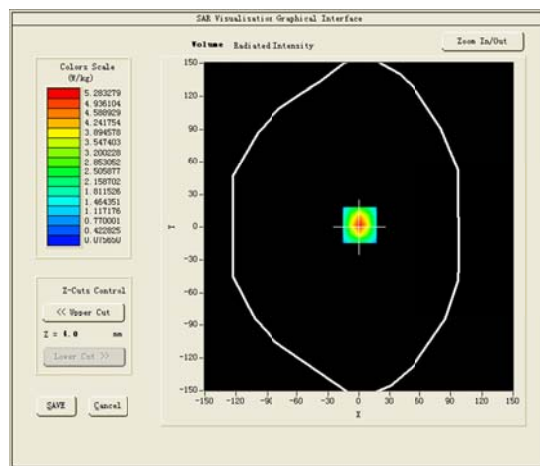 SAR Visualisation Graphical Interface
Volume Radiated Intensity
Zoom In/Out
Colors Scale
(W/kg)
5.283279
4.936104
4.588929
4.241754
3.894578
3.547403
3.200228
2.853052
2.505877
2.158702
1.811526
1.464351
1.117176
0.770001
0.422825
0.075650
Z-Cuts Control
<< Upper Cut
Z = 4.0 mm
Lower Cut >>
SAVE
Cancel
150
120
90
60
30
0
-30
-60
-90
-120
-150
Y
-150 -120 -90 -60 -30 0 30 60 90 120 150
X